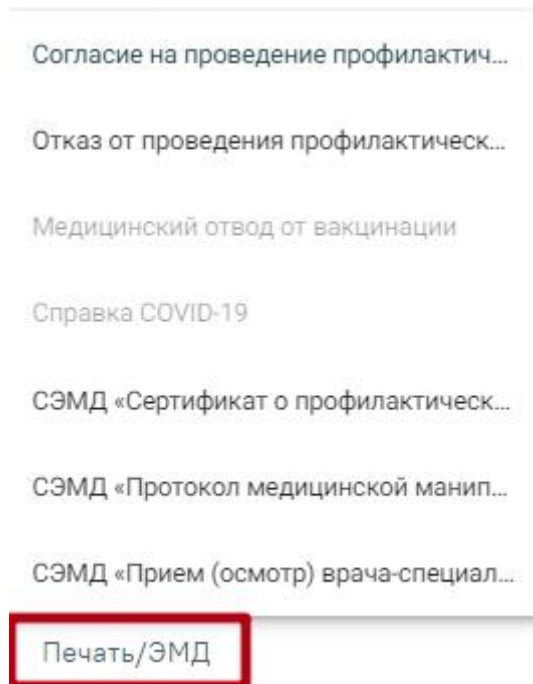 Согласие на проведение профилактич...
Отказ от проведения профилактическ...
Медицинский отвод от вакцинации
Справка COVID-19
СЭМД «Сертификат о профилактическ...
СЭМД «Протокол медицинской манип...
СЭМД «Прием (осмотр) врача-специал...
Печать/ЭМД